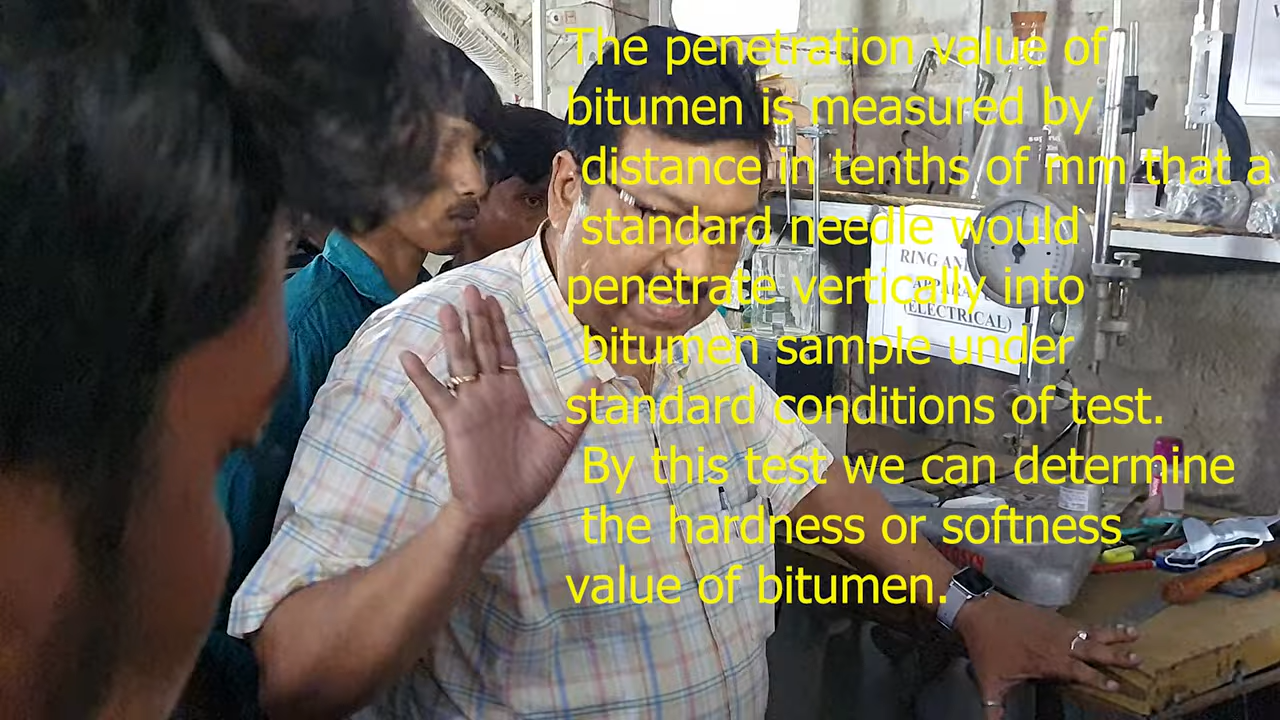 The penetration value of
bitumen is measured by
distance in tenths of mm that a
standard needle would
penetrate vertically into
bitumen sample under
standard conditions of test.
By this test we can determine
the hardness or softness
value of bitumen.
RING AN
APPARA
(ELECTRICAL)